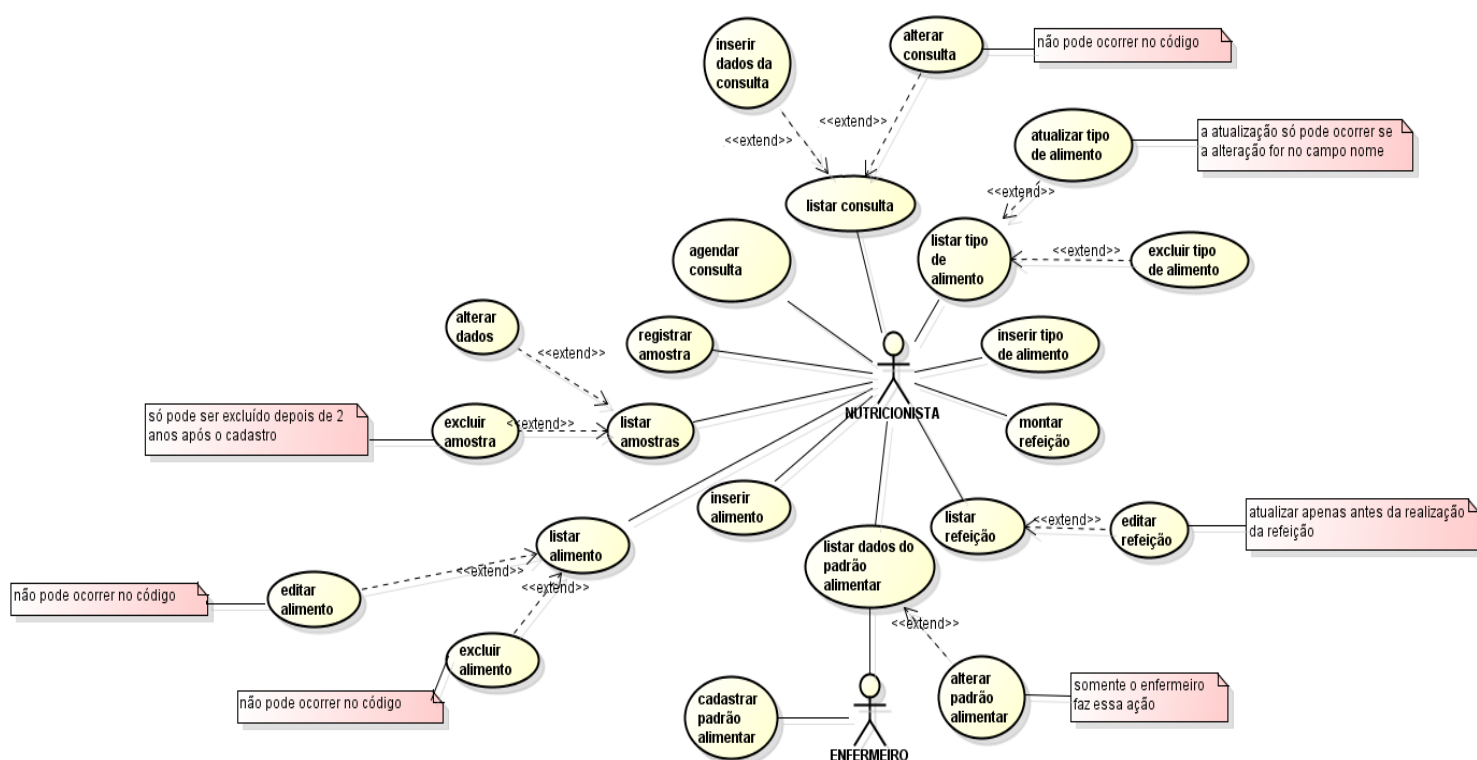 inserir
dados da
consulta
alterar
consulta
não pode ocorrer no código
<<extend>>
<<extend>>
atualizar tipo
de alimento
a atualização só pode ocorrer se
a alteração for no campo nome
listar consulta
<<extend>>
agendar
consulta
listar tipo
de
alimento
<<extend>>
excluir tipo
de alimento
alterar
dados
<<extend>>
registrar
amostra
inserir tipo
de alimento
NUTRICIONISTA
só pode ser excluído depois de 2
anos após o cadastro
excluir
amostra
<<extend>>
listar
amostras
montar
refeição
inserir
alimento
listar
refeição
<<extend>>
editar
refeição
atualizar apenas antes da realização
da refeição
listar
alimento
listar dados do
padrão
alimentar
não pode ocorrer no código
editar
alimento
<<extend>>
<<extend>>
<<extend>>
excluir
alimento
não pode ocorrer no código
alterar
padrão
alimentar
somente o enfermeiro
faz essa ação
cadastrar
padrão
alimentar
ENFERMEIRO